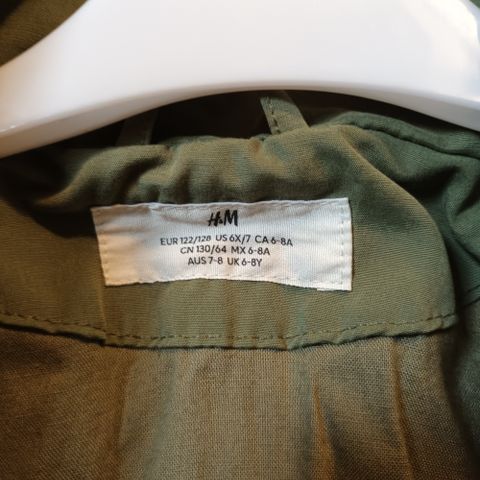 H&M
EUR 122/128 US 6X/7 CA 6-8A
CN 130/64 MX 6-8A
AUS 7-8 UK 6-8Y